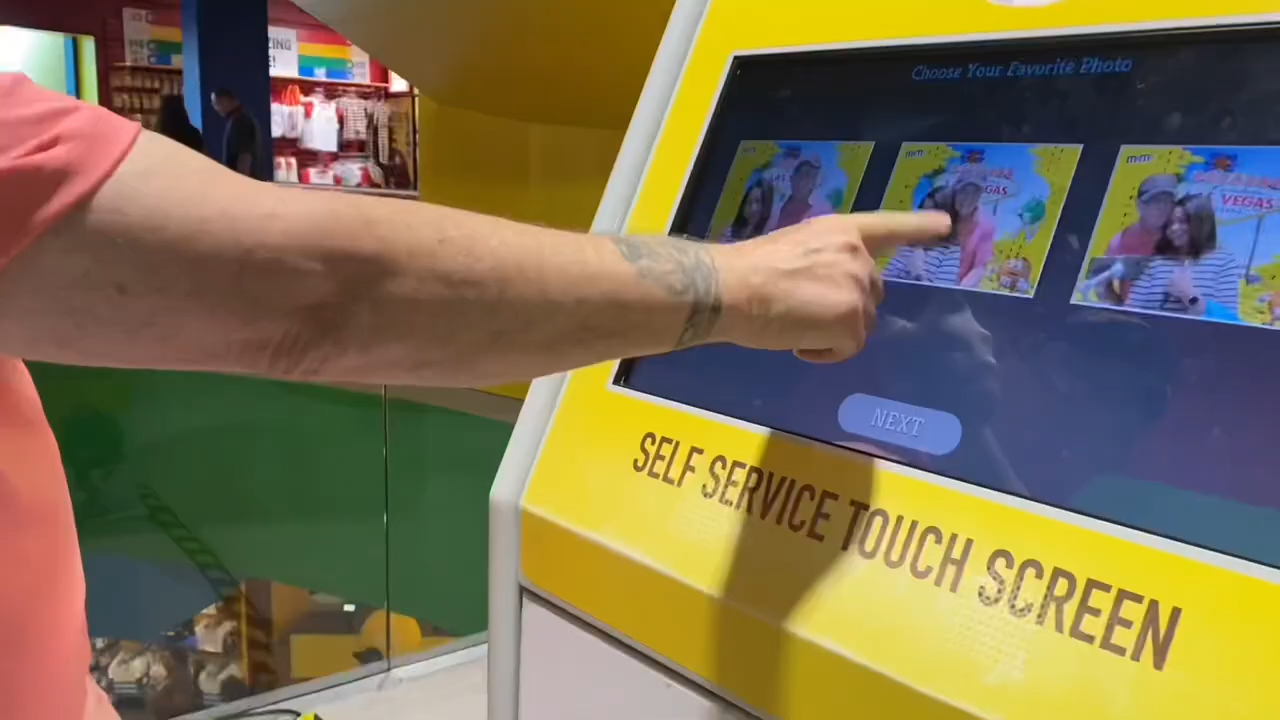 Choose Your Favorite Photo
m&m's
VEGAS
m&m's
VEGAS
NEXT
SELF SERVICE TOUCH SCREEN